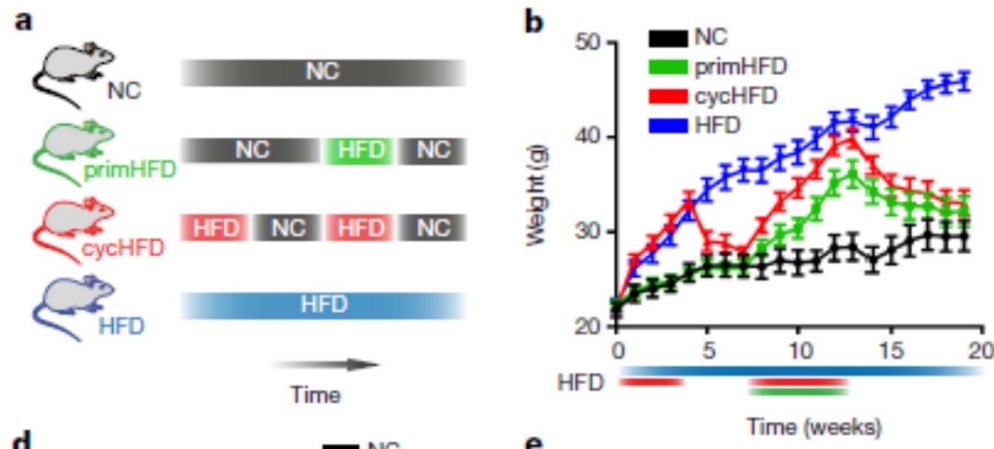 a
NC
NC
primHFD
NC HFD NC
cycHFD
HFD NC HFD NC
HFD
HFD
Time
b
NC
primHFD
cycHFD
HFD
Weight (g)
50
40
30
20
0 5 10 15 20
HFD
Time (weeks)
d
NC
e